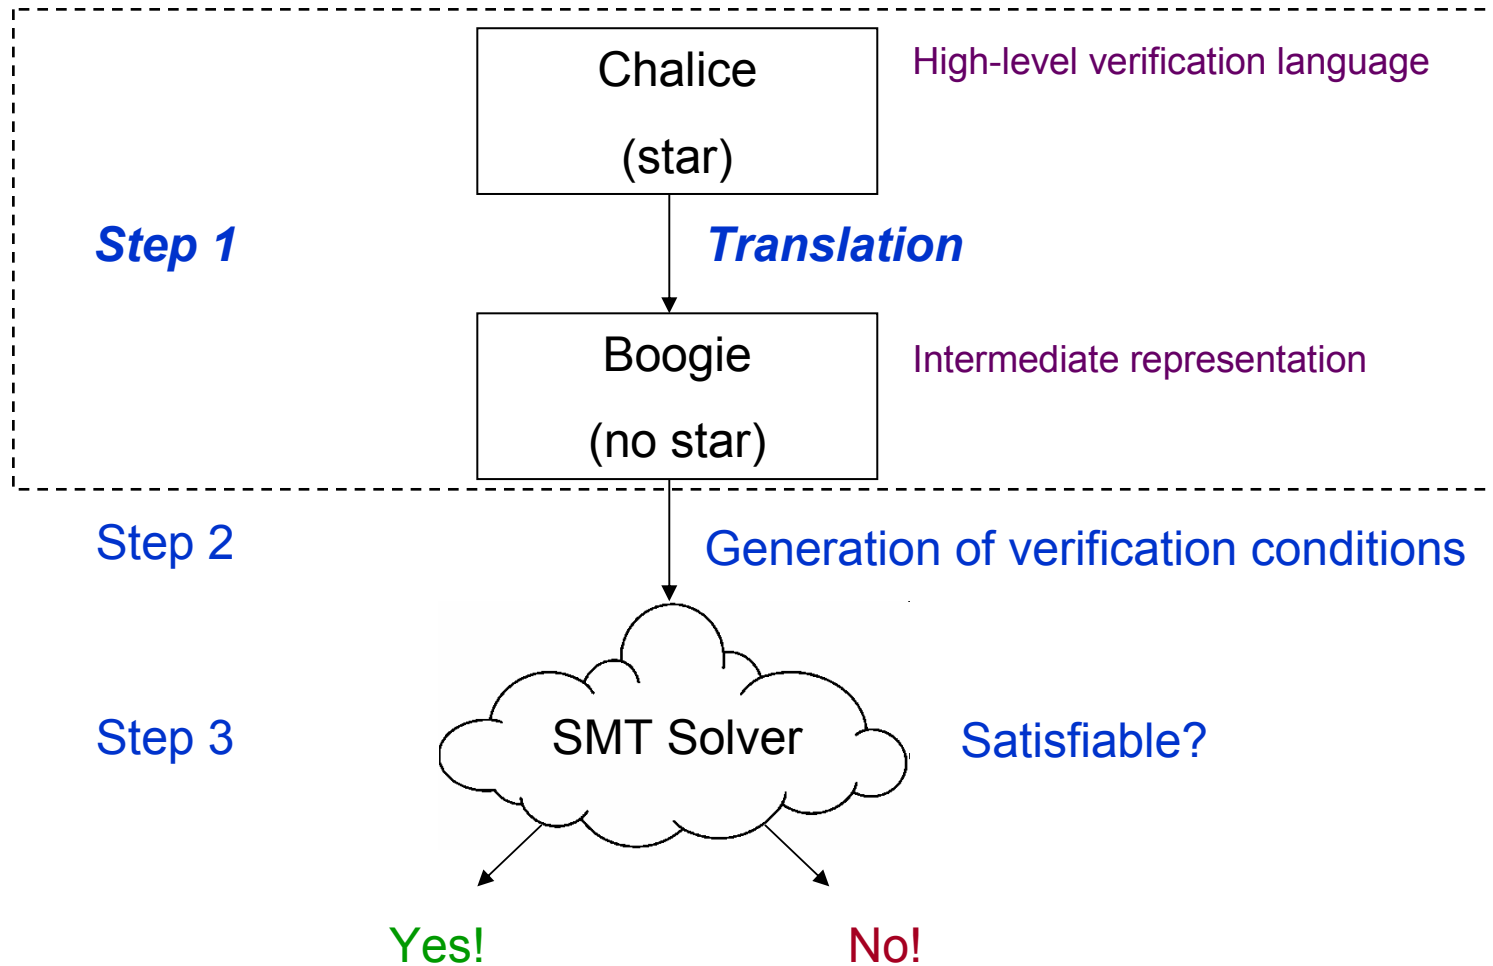 Chalice
(star)
High-level verification language
Step 1
Translation
Boogie
(no star)
Intermediate representation
Step 2
Generation of verification conditions
Step 3
SMT Solver
Satisfiable?
Yes!
No!